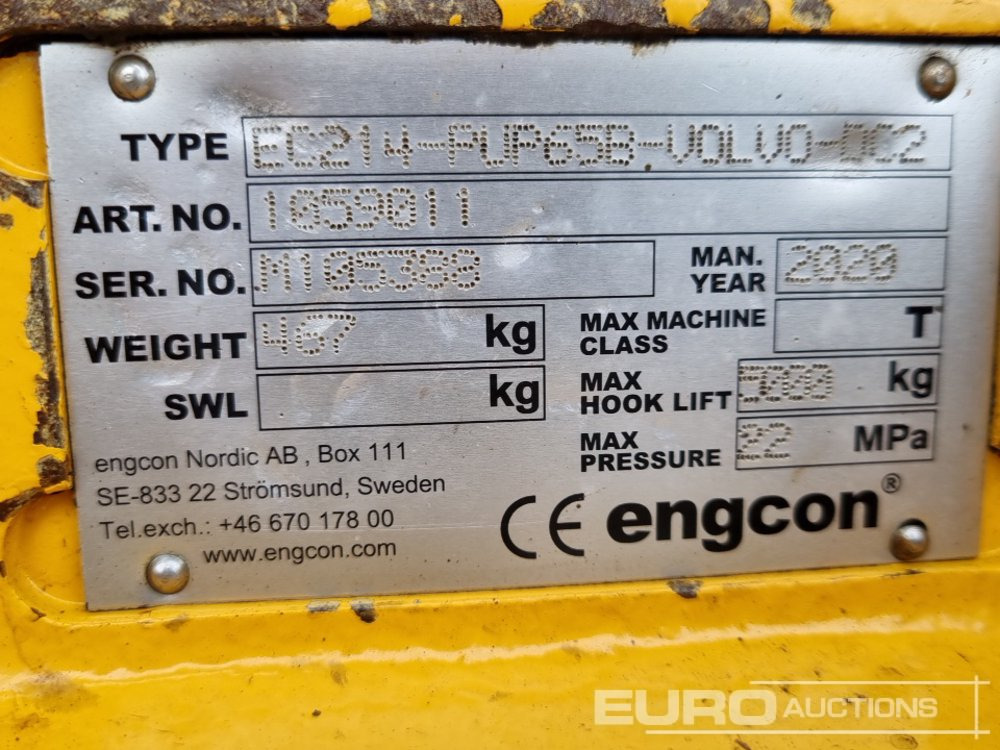 TYPE EC214-PUP65B-VOLVO-DC2
ART. NO. 1059011
SER. NO. M105388 MAN. YEAR 2020
WEIGHT 467 kg MAX MACHINE CLASS T
SWL kg MAX HOOK LIFT 5000 kg
MAX PRESSURE 22 MPa
engcon Nordic AB , Box 111
SE-833 22 Strömsund, Sweden
Tel.exch.: +46 670 178 00
www.engcon.com
CE engcon®
EURO AUCTIONS